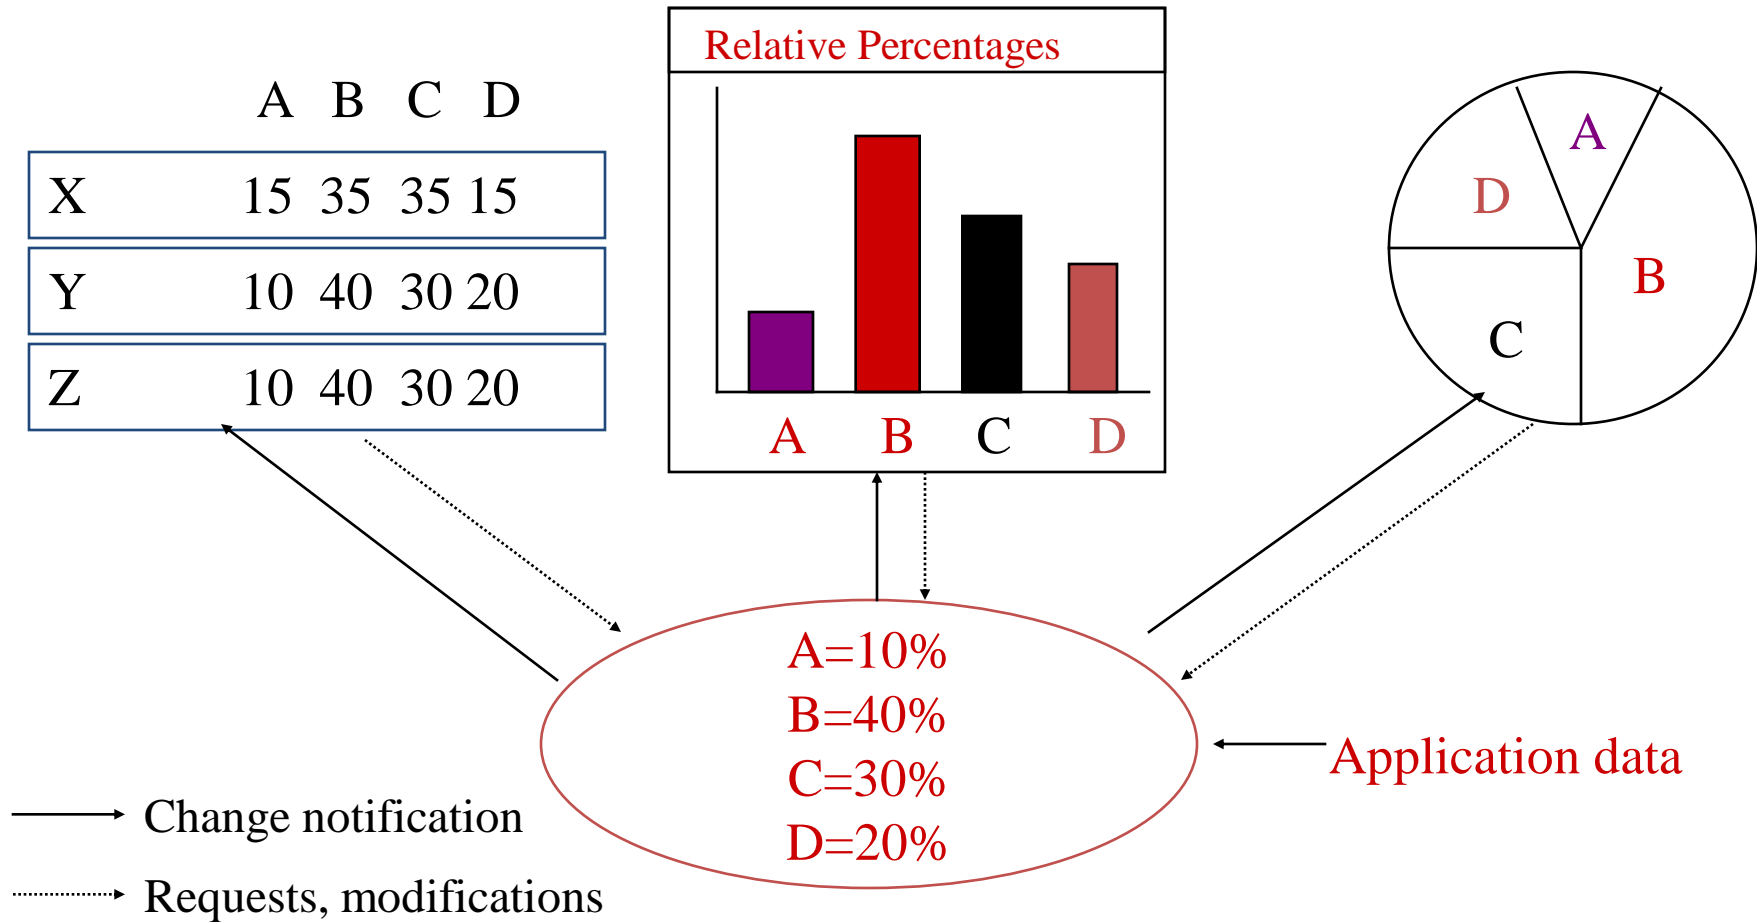 A B C D
X 15 35 35 15
Y 10 40 30 20
Z 10 40 30 20
Relative Percentages
A B C D
A
D
B
C
A=10%
B=40%
C=30%
D=20%
Application data
Change notification
Requests, modifications